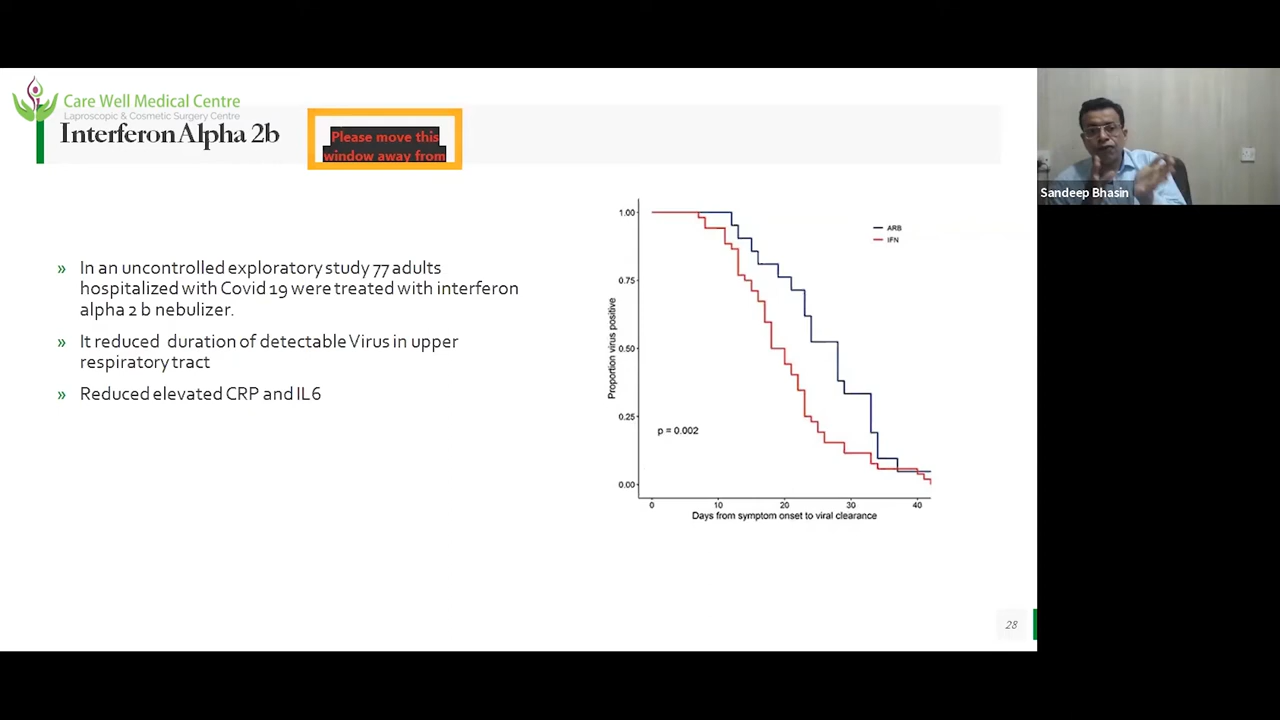 Care Well Medical Centre
Laproscopic & Cosmetic Surgery Centre
Interferon Alpha 2b
Please move this
window away from
» In an uncontrolled exploratory study 77 adults
hospitalized with Covid 19 were treated with interferon
alpha 2 b nebulizer.
» It reduced duration of detectable Virus in upper
respiratory tract
» Reduced elevated CRP and IL6
Proportion virus positive
1.00
0.75
0.50
0.25
0.00
ARB
IFN
p = 0.002
0 10 20 30 40
Days from symptom onset to viral clearance
28
Sandeep Bhasin